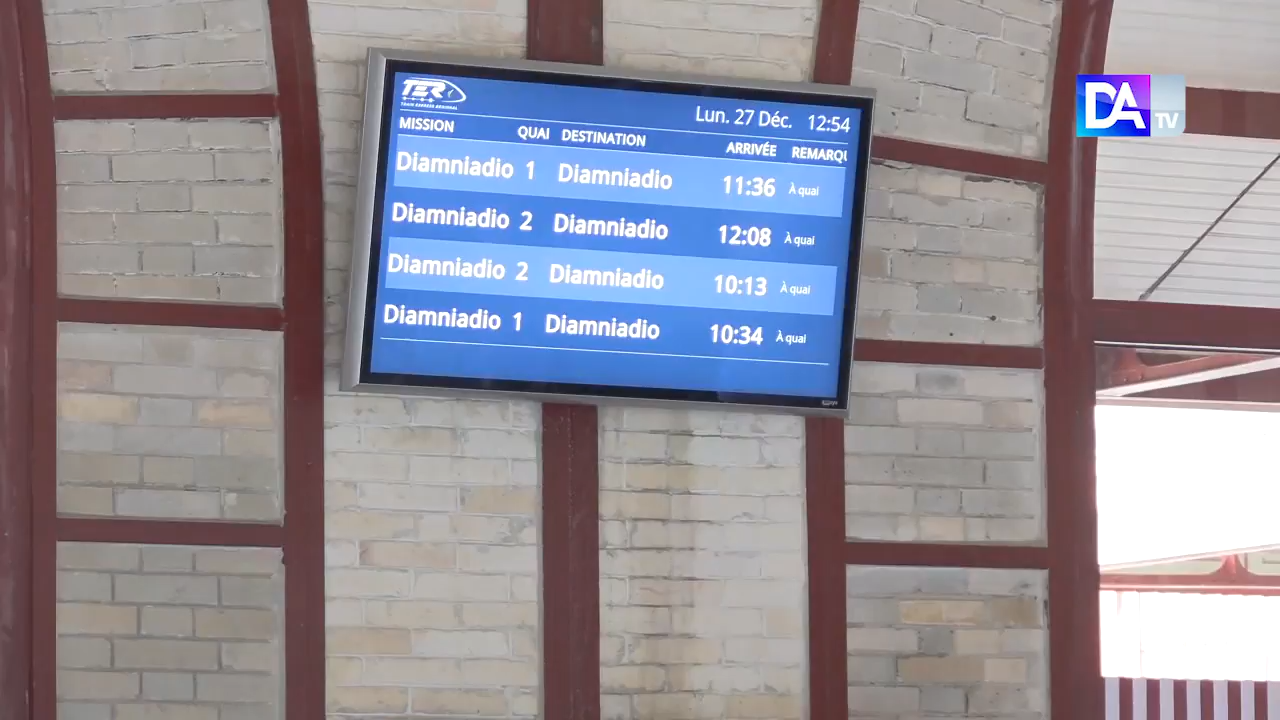 TER
TRAIN EXPRESS REGIONAL
Lun. 27 Déc. 12:54
MISSION QUAI DESTINATION ARRIVÉE REMARQU
Diamniadio 1 Diamniadio 11:36 À quai
Diamniadio 2 Diamniadio 12:08 À quai
Diamniadio 2 Diamniadio 10:13 À quai
Diamniadio 1 Diamniadio 10:34 À quai
DA TV